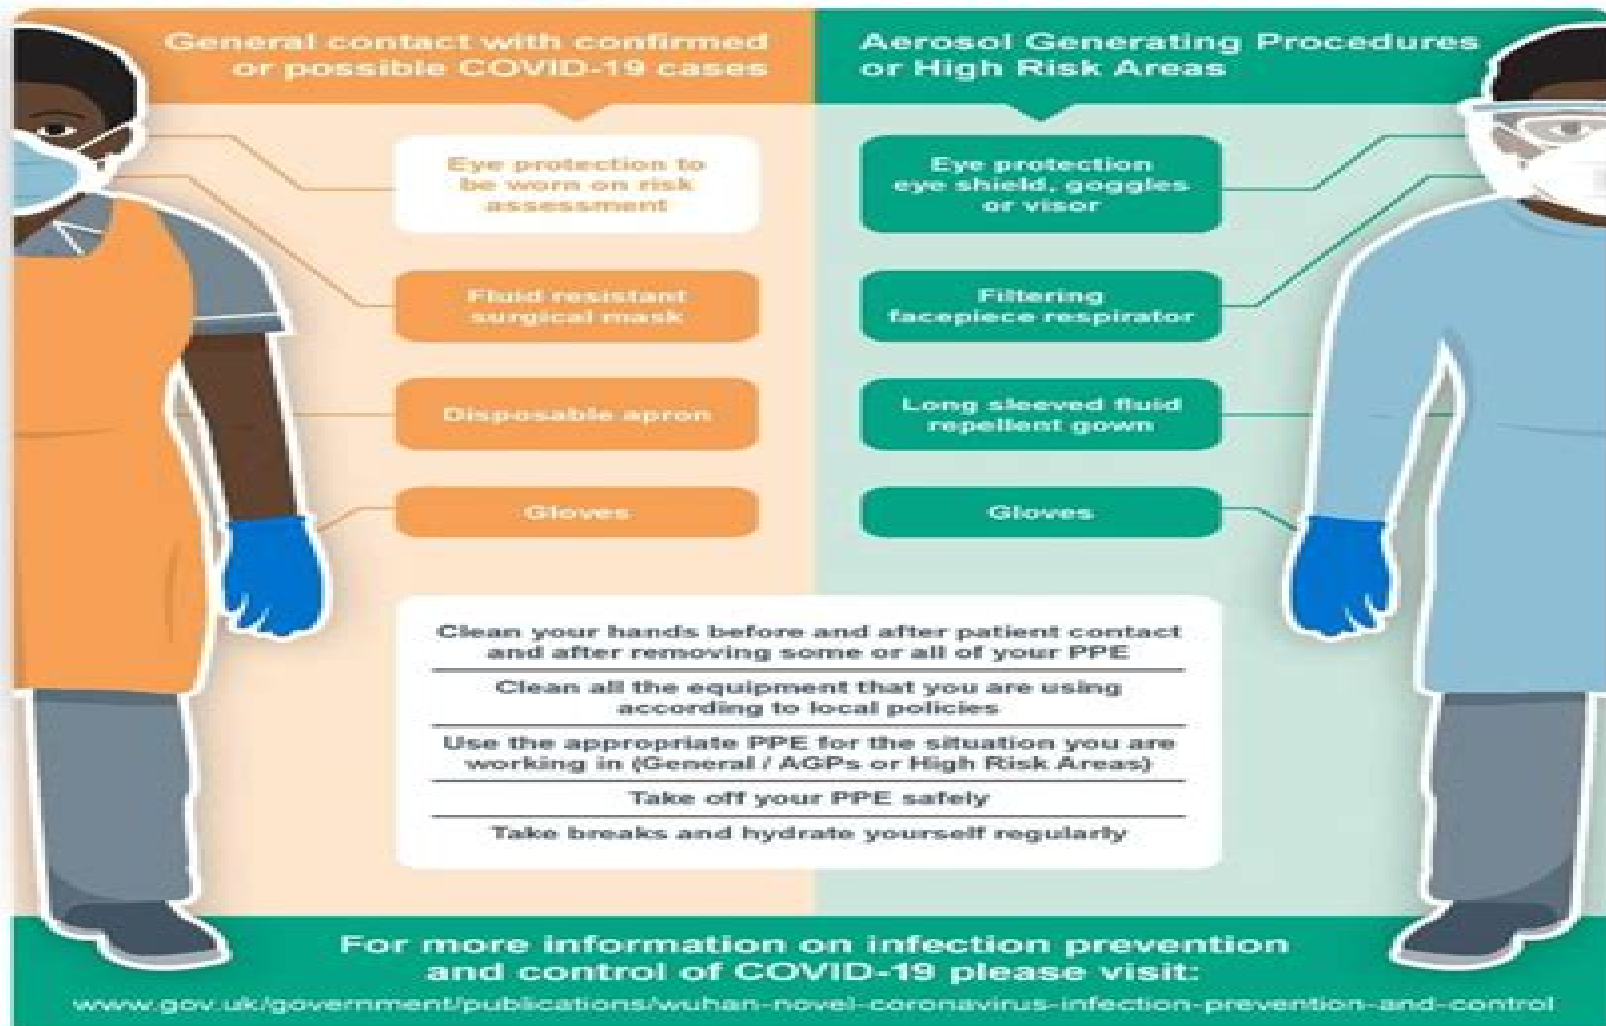 General contact with confirmed
or possible COVID-19 cases
Eye protection to
be worn on risk
assessment
Fluid resistant
surgical mask
Disposable apron
Gloves
Aerosol Generating Procedures
or High Risk Areas
Eye protection
eye shield, goggles
or visor
Filtering
facepiece respirator
Long sleeved fluid
repellent gown
Gloves
Clean your hands before and after patient contact
and after removing some or all of your PPE
Clean all the equipment that you are using
according to local policies
Use the appropriate PPE for the situation you are
working in (General / AGPs or High Risk Areas)
Take off your PPE safely
Take breaks and hydrate yourself regularly
For more information on infection prevention
and control of COVID-19 please visit:
www.gov.uk/government/publications/wuhan-novel-coronavirus-infection-prevention-and-control